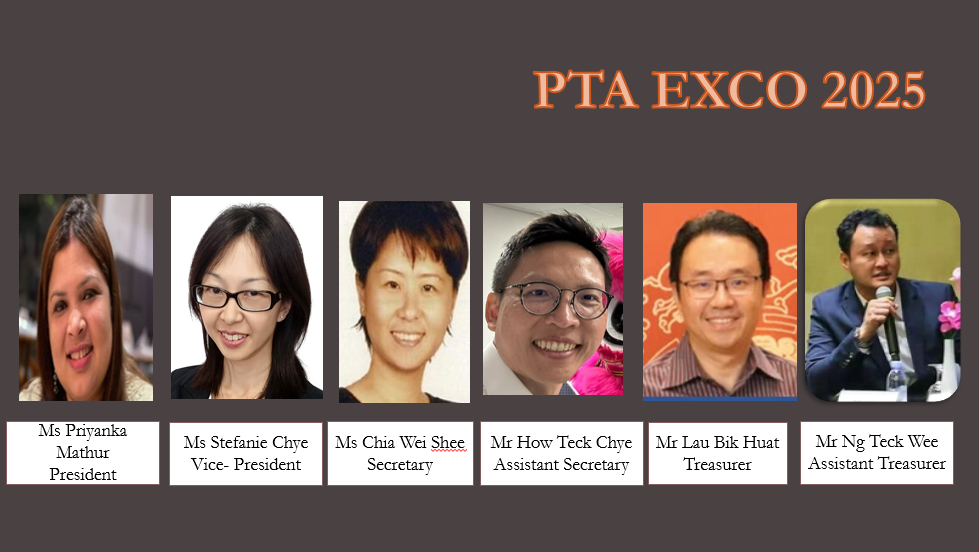 PTA EXCO 2025
Ms Priyanka
Mathur
President
Ms Stefanie Chye
Vice- President
Ms Chia Wei Shee
Secretary
Mr How Teck Chye
Assistant Secretary
Mr Lau Bik Huat
Treasurer
Mr Ng Teck Wee
Assistant Treasurer